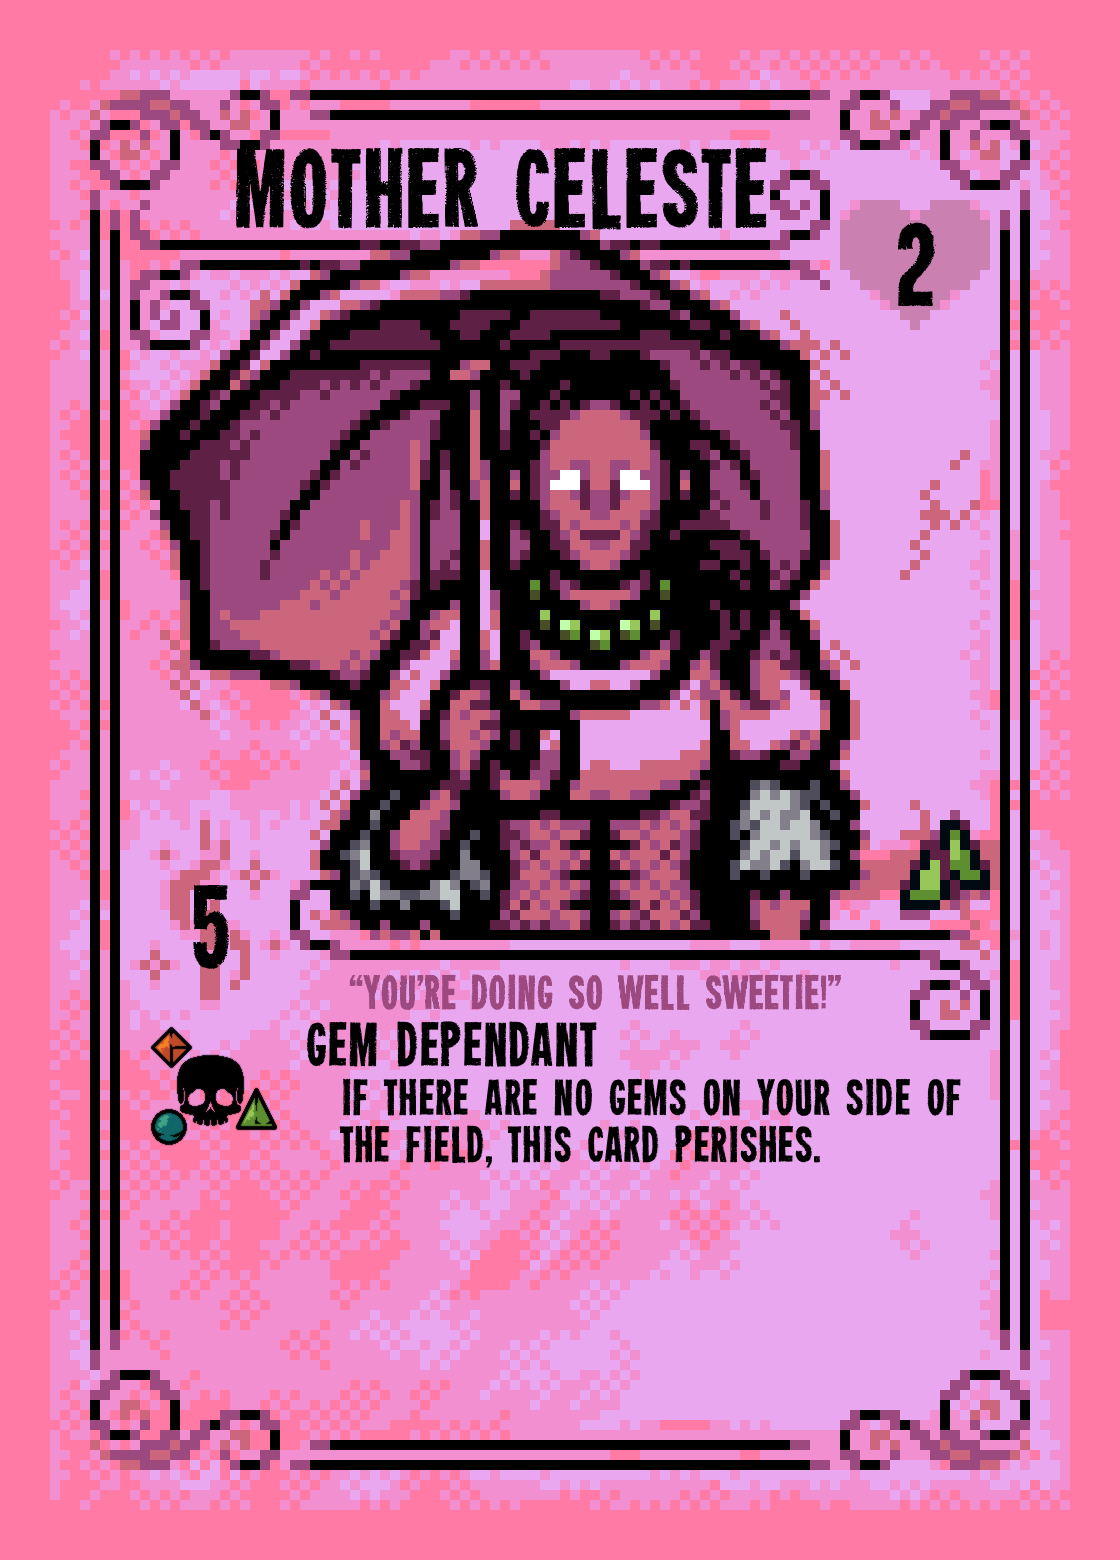 MOTHER CELESTE
2
5
“YOU’RE DOING SO WELL SWEETIE!”
GEM DEPENDANT
IF THERE ARE NO GEMS ON YOUR SIDE OF
THE FIELD, THIS CARD PERISHES.